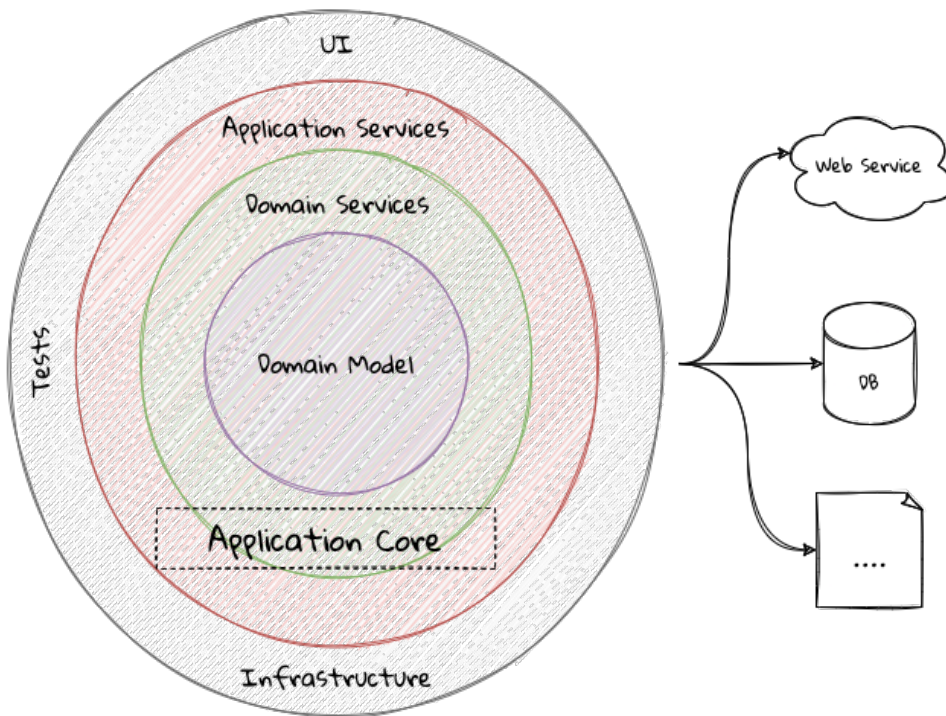 UI
Application Services
Domain Services
Domain Model
Tests
Application Core
Infrastructure
Web Service
DB
....